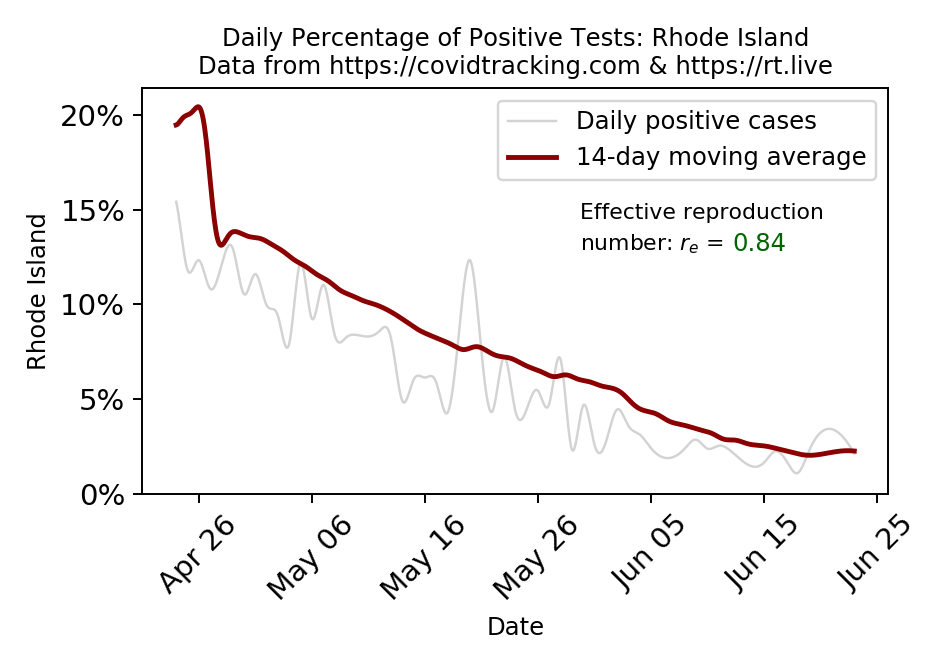 Daily Percentage of Positive Tests: Rhode Island
Data from https://covidtracking.com & https://rt.live
20%
15%
10%
5%
0%
Rhode Island
Daily positive cases
14-day moving average
Effective reproduction
number: rₑ = 0.84
Apr 26
May 06
May 16
May 26
Jun 05
Jun 15
Jun 25
Date